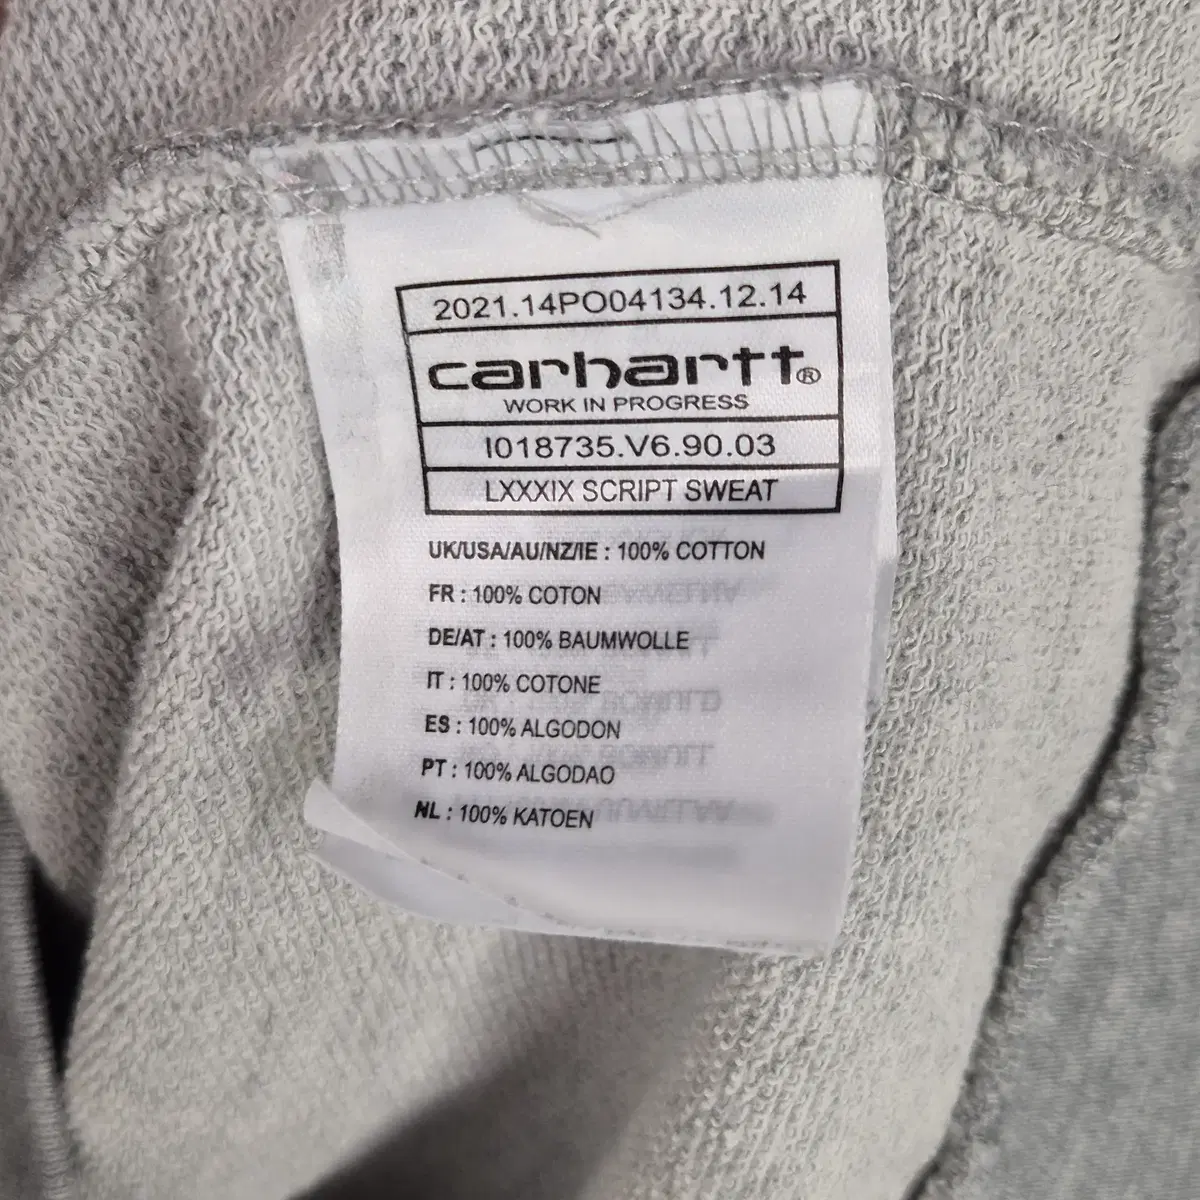 2021.14PO04134.12.14
carhartt®
WORK IN PROGRESS
I018735.V6.90.03
LXXXIX SCRIPT SWEAT
UK/USA/AU/NZ/IE : 100% COTTON
FR : 100% COTON
DE/AT : 100% BAUMWOLLE
IT : 100% COTONE
ES : 100% ALGODON
PT : 100% ALGODAO
NL : 100% KATOEN